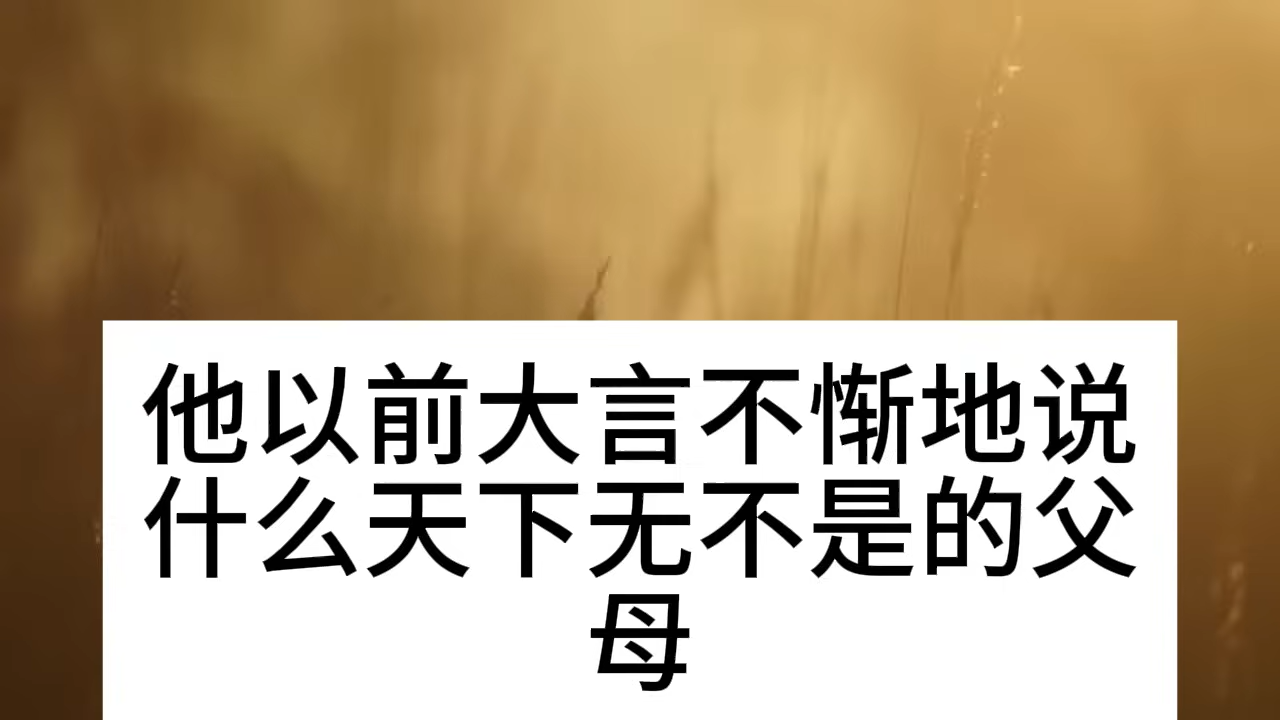 他以前大言不惭地说
什么天下无不是的父
母